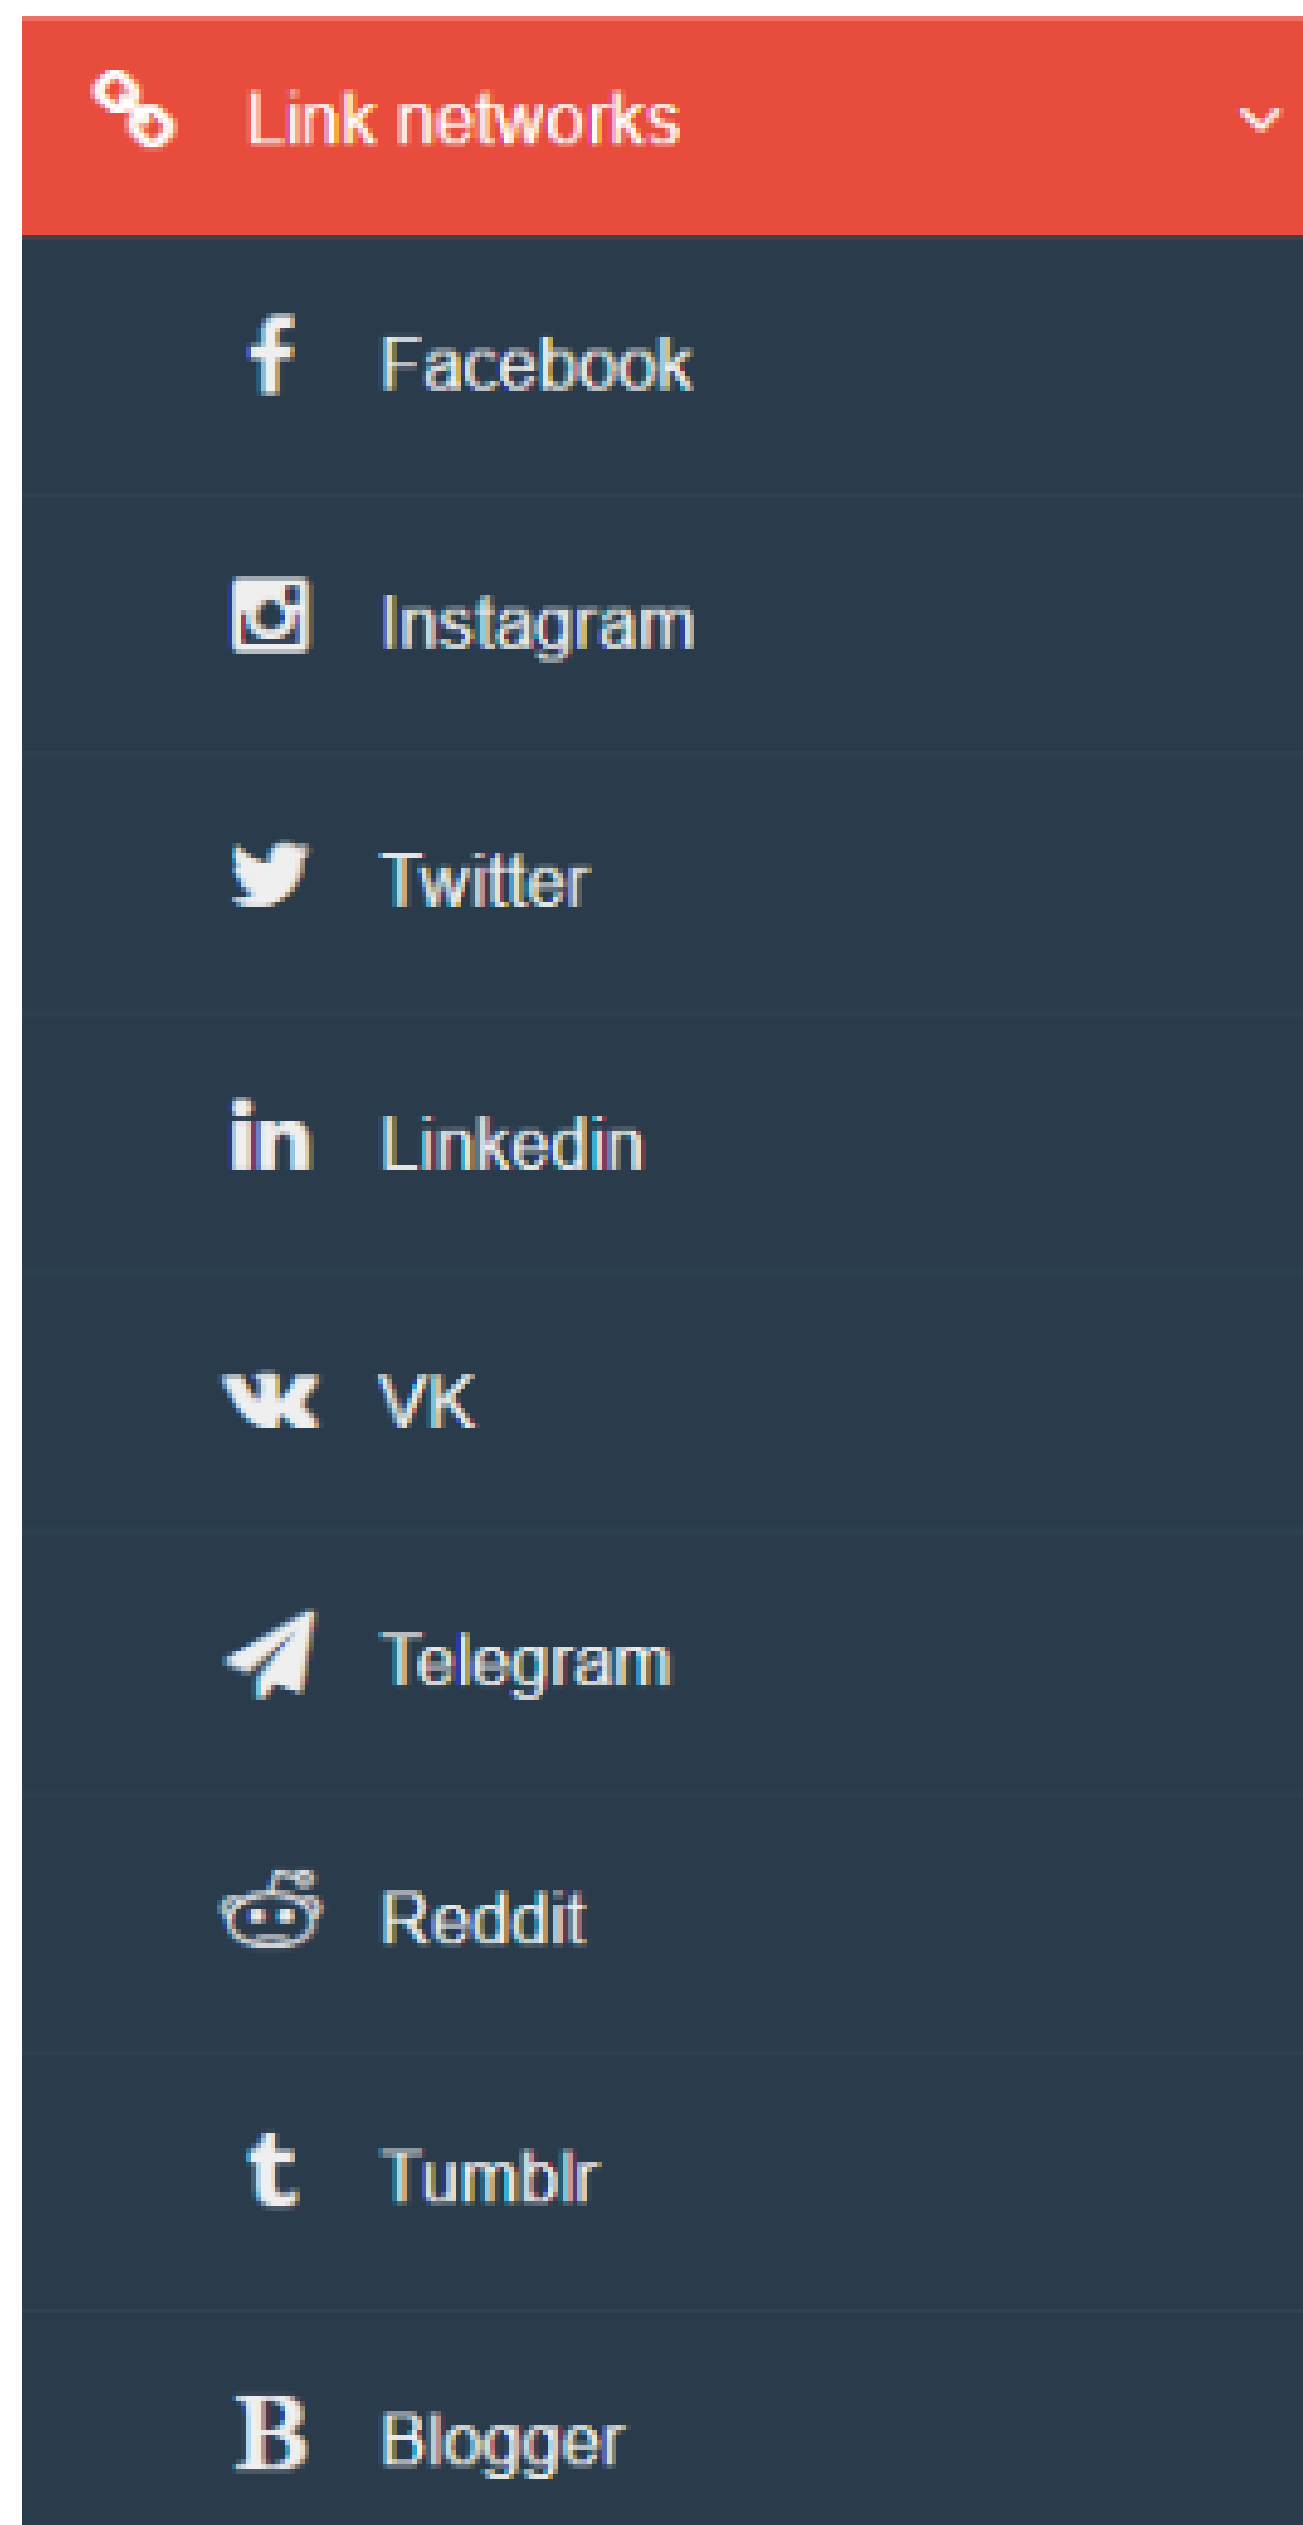 Link networks
Facebook
Instagram
Twitter
Linkedin
VK
Telegram
Reddit
Tumblr
Blogger